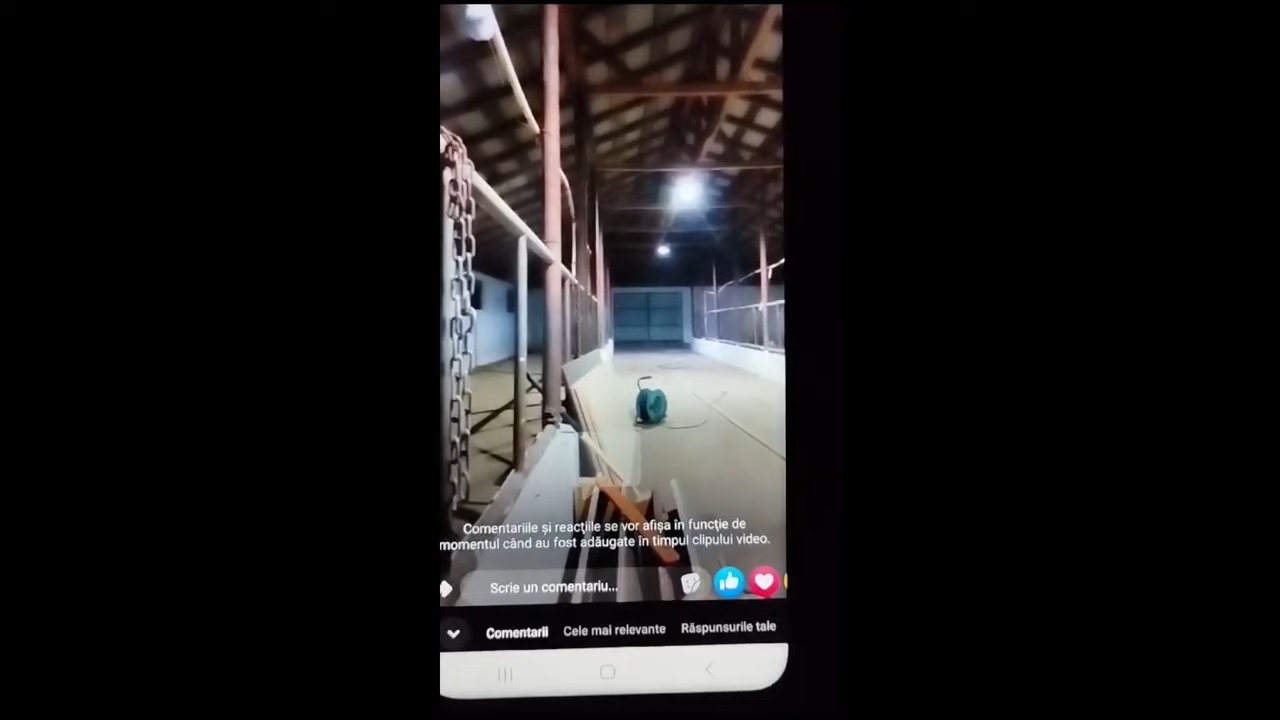 Comentariile și reacțiile se vor afișa în funcție de
momentul când au fost adăugate în timpul clipului video.
Scrie un comentariu...
Comentarii Cele mai relevante Răspunsurile tale